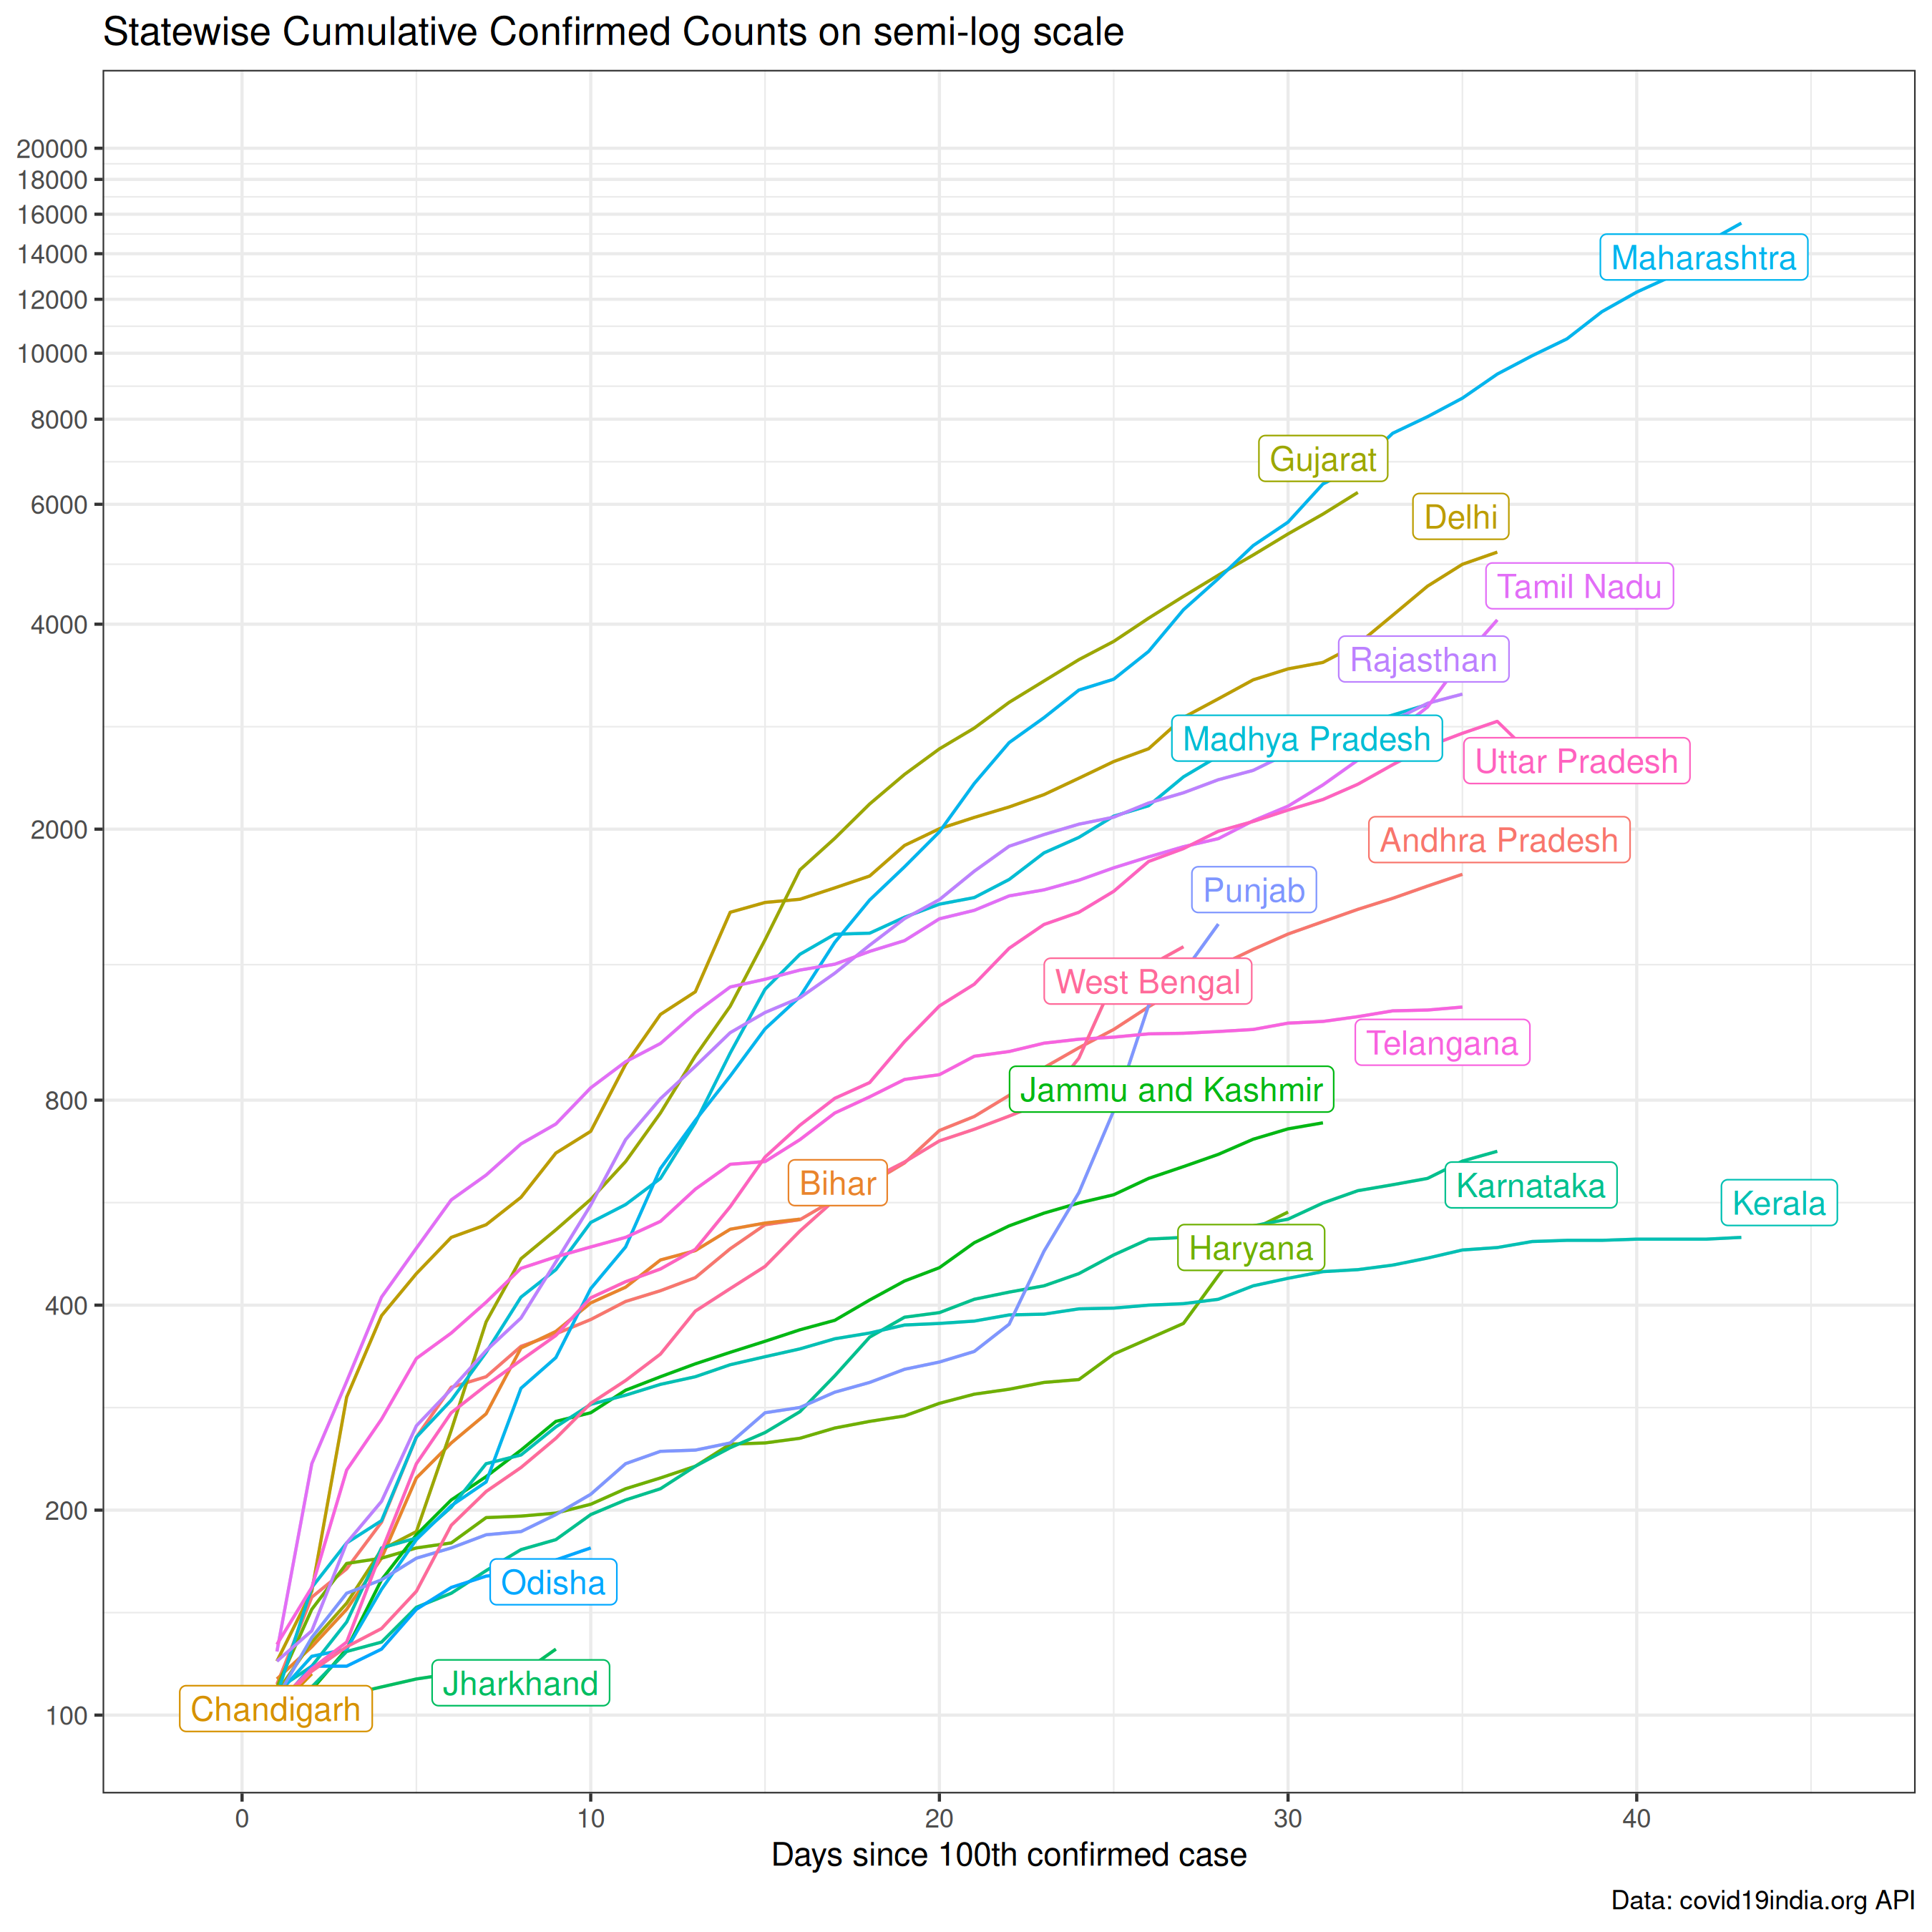 Statewise Cumulative Confirmed Counts on semi-log scale
20000
18000
16000
14000
12000
10000
8000
6000
4000
2000
800
400
200
100
Maharashtra
Gujarat
Delhi
Tamil Nadu
Rajasthan
Madhya Pradesh
Uttar Pradesh
Andhra Pradesh
Punjab
West Bengal
Telangana
Jammu and Kashmir
Bihar
Karnataka
Kerala
Haryana
Odisha
Jharkhand
Chandigarh
0 10 20 30 40
Days since 100th confirmed case
Data: covid19india.org API